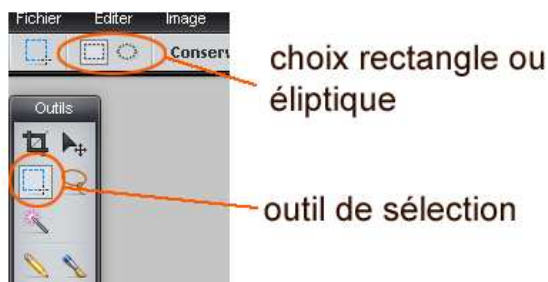 Fichier Editer Image
Conserv
choix rectangle ou
éliptique
Outils
outil de sélection